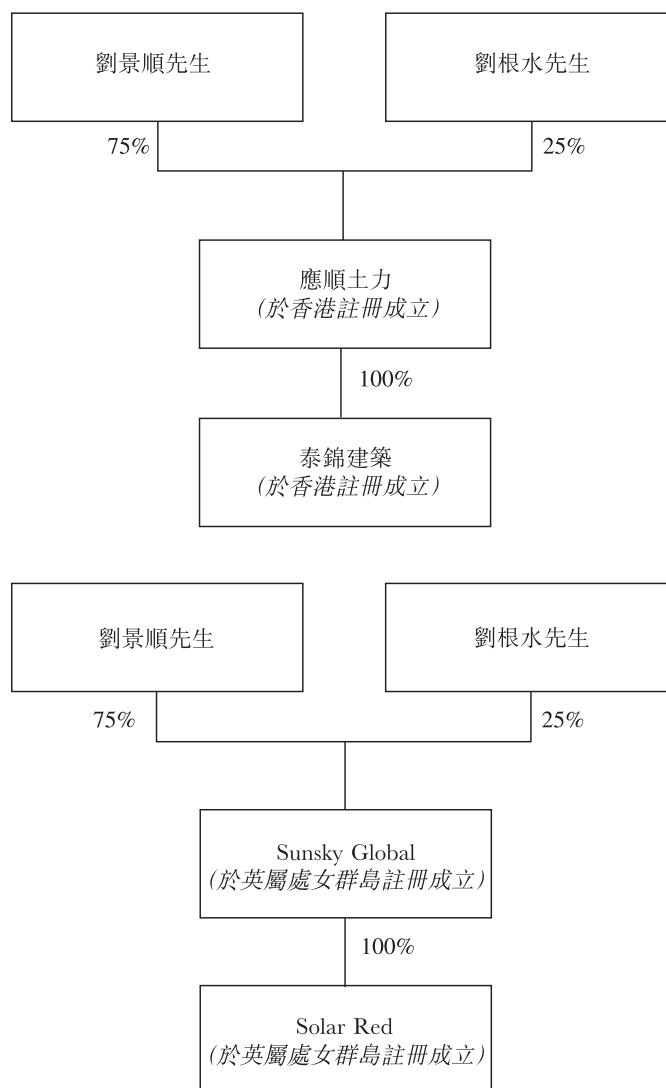 劉景順先生
劉根水先生
75%
25%
應順土力
(於香港註冊成立)
100%
泰錦建築
(於香港註冊成立)
劉景順先生
劉根水先生
75%
25%
Sunsky Global
(於英屬處女群島註冊成立)
100%
Solar Red
(於英屬處女群島註冊成立)